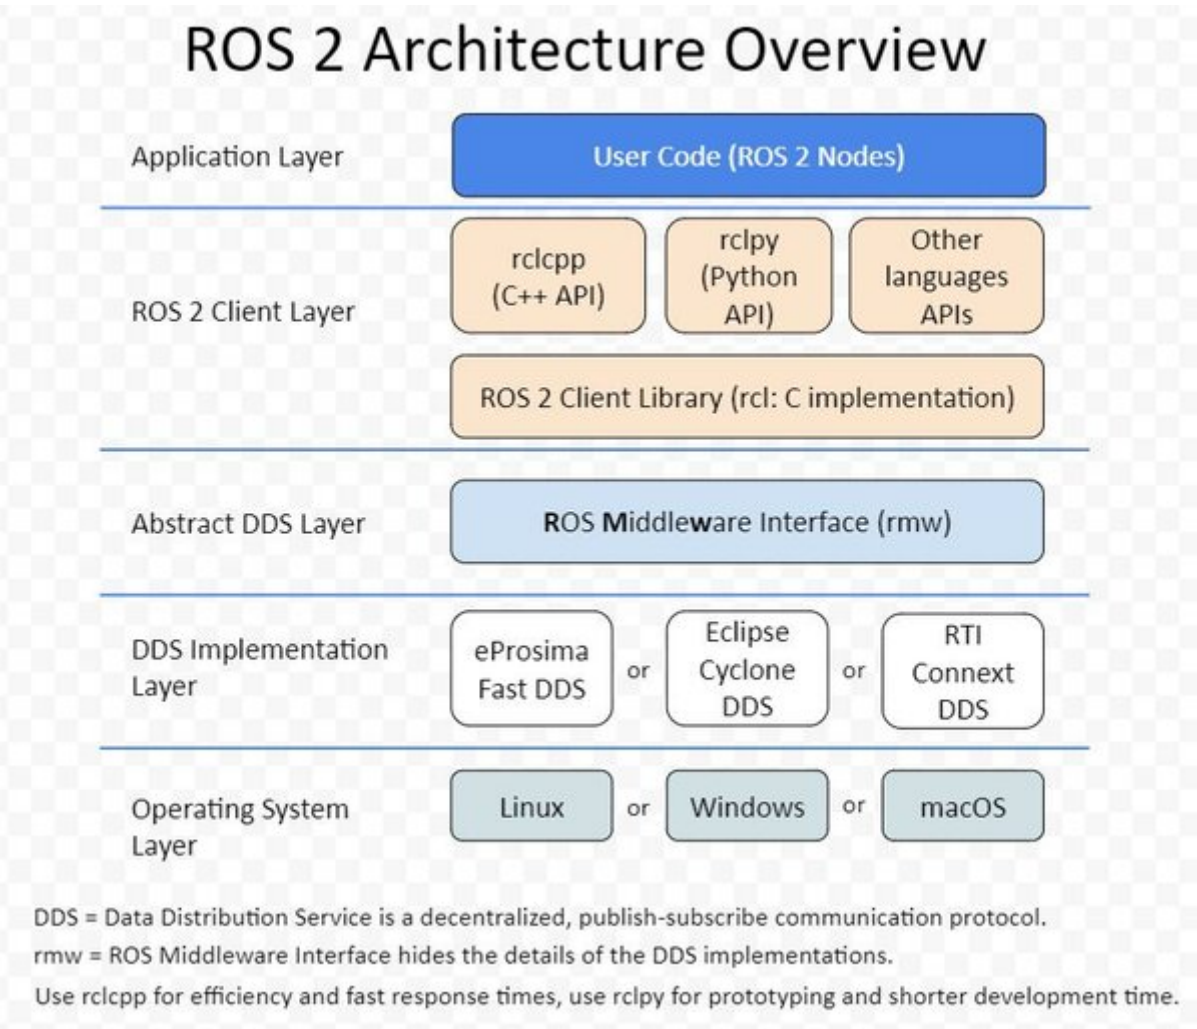 ROS 2 Architecture Overview
Application Layer
User Code (ROS 2 Nodes)
ROS 2 Client Layer
rclcpp
(C++ API)
rclpy
(Python
API)
Other
languages
APIs
ROS 2 Client Library (rcl: C implementation)
Abstract DDS Layer
ROS Middleware Interface (rmw)
DDS Implementation
Layer
eProsima
Fast DDS
or
Eclipse
Cyclone
DDS
or
RTI
Connext
DDS
Operating System
Layer
Linux
or
Windows
or
macOS
DDS = Data Distribution Service is a decentralized, publish-subscribe communication protocol.
rmw = ROS Middleware Interface hides the details of the DDS implementations.
Use rclcpp for efficiency and fast response times, use rclpy for prototyping and shorter development time.